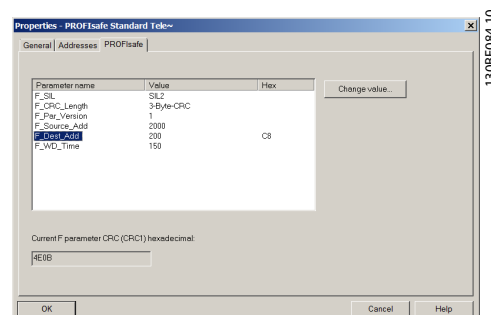 Properties - PROFIsafe Standard Tele~
General Addresses PROFIsafe
Parameter name Value Hex
F_SIL SIL2
F_CRC_Length 3-Byte-CRC
F_Par_Version 1
F_Source_Add 2000
F_Dest_Add 200 C8
F_WD_Time 150
Change value...
Current F parameter CRC (CRC1) hexadecimal:
4E0B
OK Cancel Help
130BF084.10